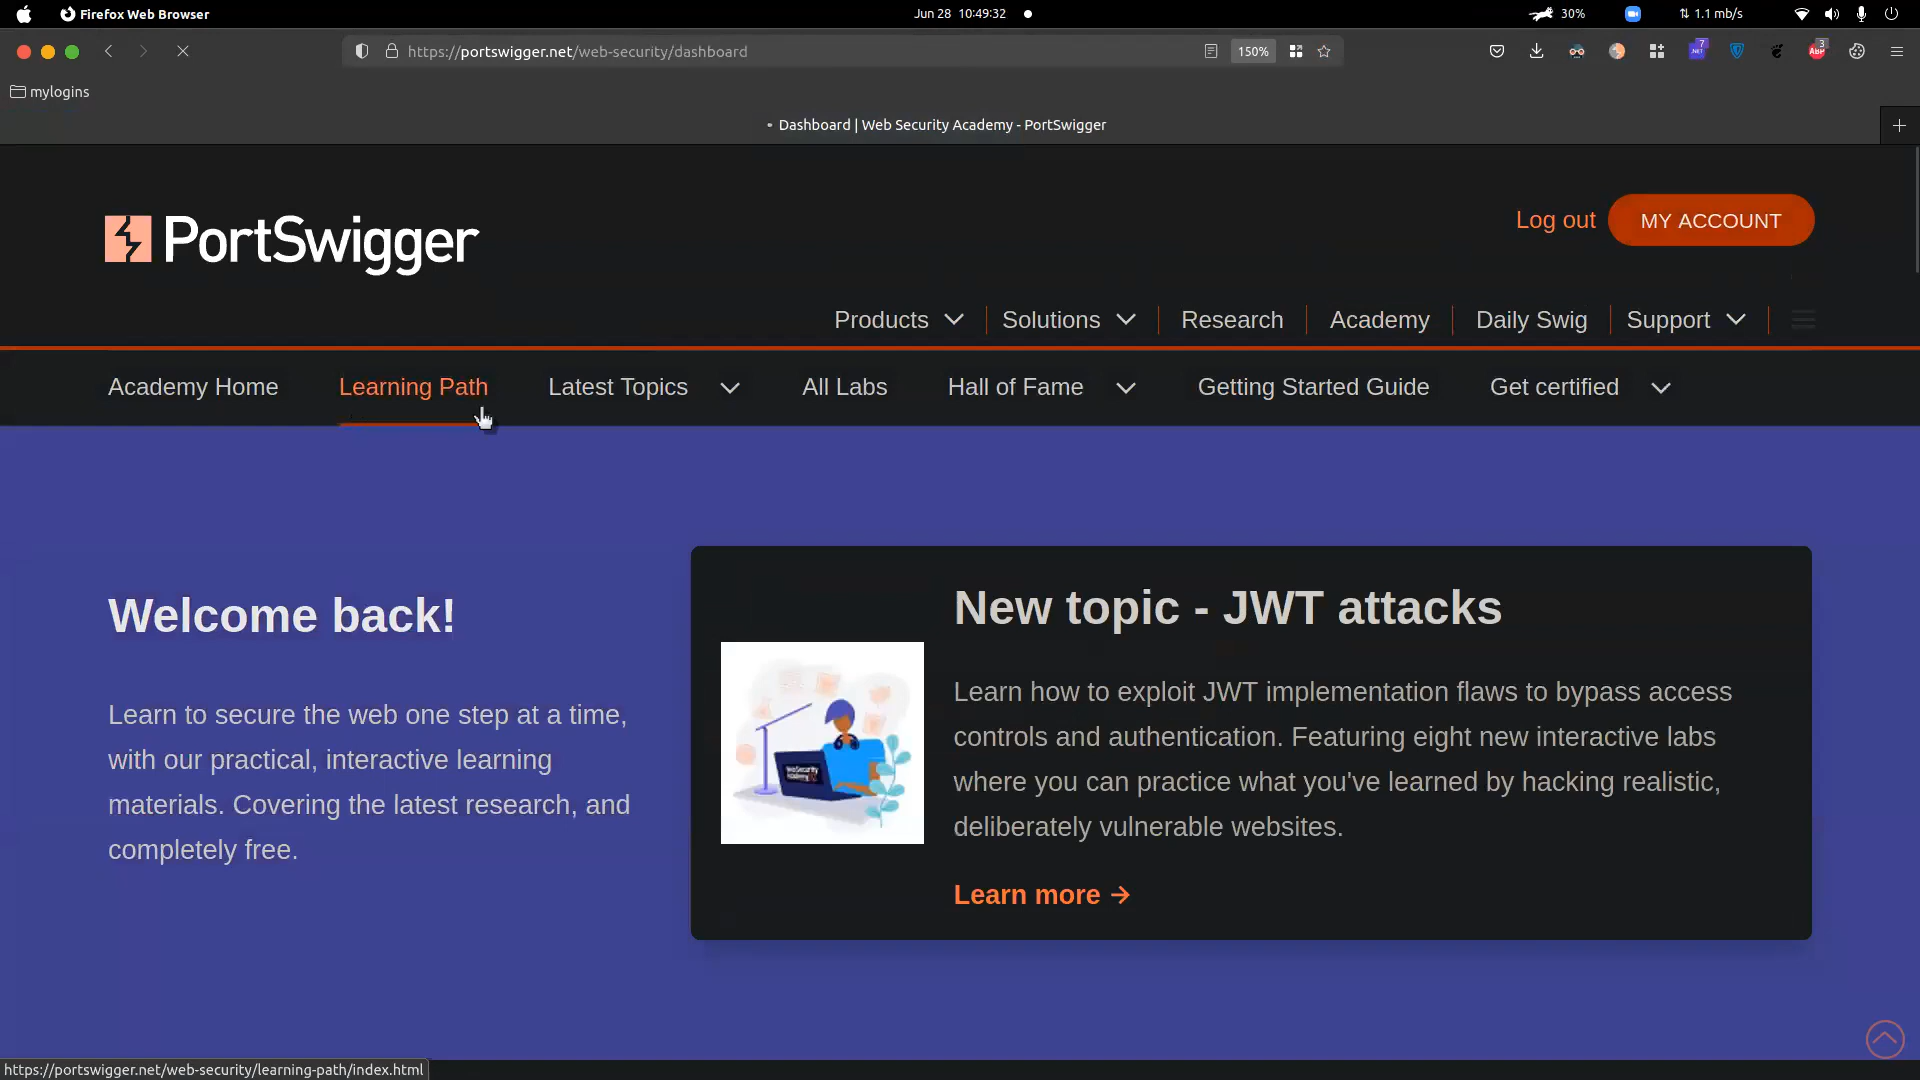 Firefox Web Browser
Jun 28 10:49:32
30%
1.1 mb/s
https://portswigger.net/web-security/dashboard
150%
7
.NET
3
ABP
mylogins
Dashboard | Web Security Academy - PortSwigger
PortSwigger
Log out
MY ACCOUNT
Products
Solutions
Research
Academy
Daily Swig
Support
Academy Home
Learning Path
Latest Topics
All Labs
Hall of Fame
Getting Started Guide
Get certified
Welcome back!
Learn to secure the web one step at a time,
with our practical, interactive learning
materials. Covering the latest research, and
completely free.
New topic - JWT attacks
Learn how to exploit JWT implementation flaws to bypass access
controls and authentication. Featuring eight new interactive labs
where you can practice what you've learned by hacking realistic,
deliberately vulnerable websites.
Learn more
https://portswigger.net/web-security/learning-path/index.html